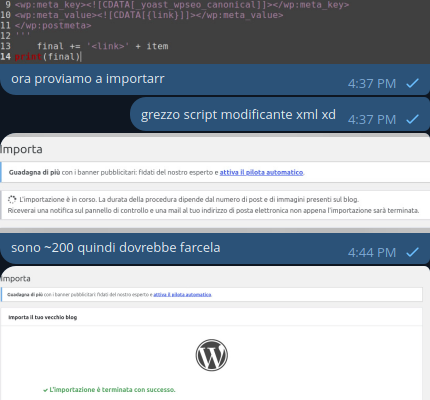 9 <wp:meta_key><![CDATA[_yoast_wpseo_canonical]]></wp:meta_key>
10 <wp:meta_value><![CDATA[{link}]]></wp:meta_value>
11 </wp:postmeta>
12 '''
13 final += '<link>' + item
14 print(final)
ora proviamo a importarr
4:37 PM
grezzo script modificante xml xd
4:37 PM
Importa
Guadagna di più con i banner pubblicitari: fidati del nostro esperto e attiva il pilota automatico.
L'importazione è in corso. La durata della procedura dipende dal numero di post e di immagini presenti sul blog.
Riceverai una notifica sul pannello di controllo e una mail al tuo indirizzo di posta elettronica non appena l'importazione sarà terminata.
sono ~200 quindi dovrebbe farcela
4:44 PM
Importa
Guadagna di più con i banner pubblicitari: fidati del nostro esperto e attiva il pilota automatico.
Importa il tuo vecchio blog
W
✓ L'importazione è terminata con successo.